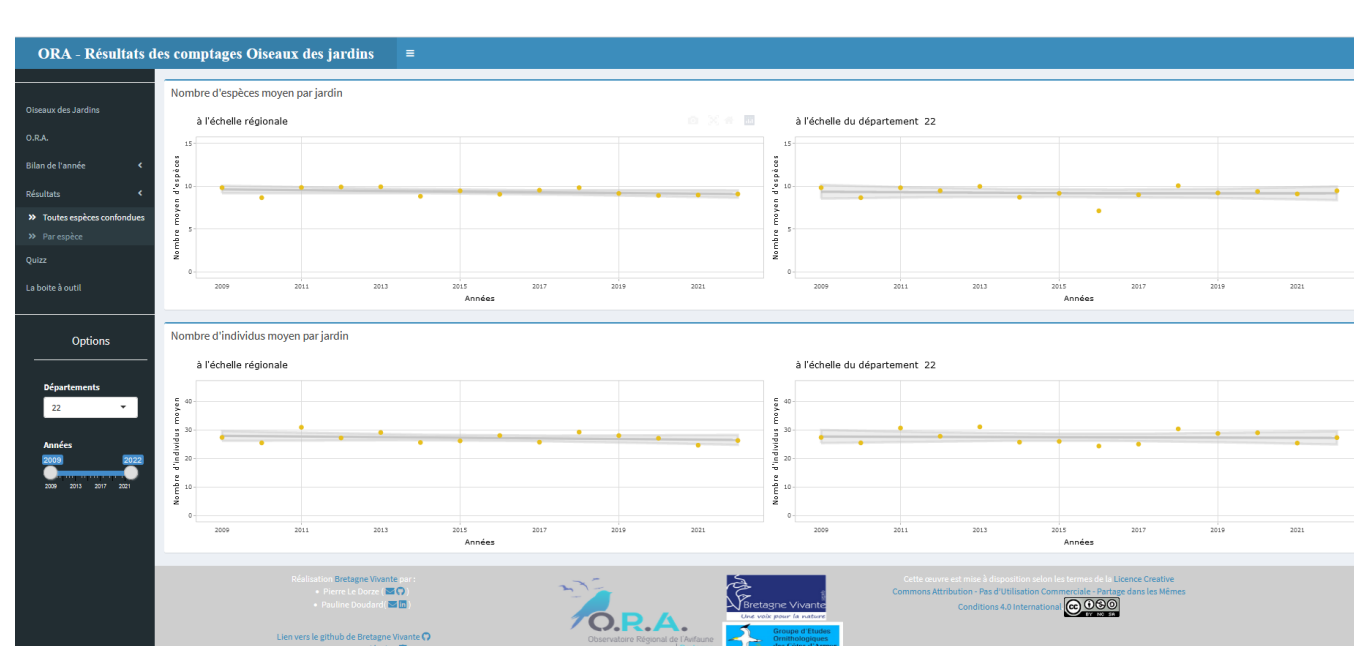 ORA - Résultats des comptages Oiseaux des jardins
Oiseaux des Jardins
O.R.A.
Bilan de l'année
Résultats
Toutes espèces confondues
Par espèce
Quizz
La boite à outil
Options
Départements
22
Années
2009 2022
2009 2013 2017 2021
Nombre d'espèces moyen par jardin
à l'échelle régionale
Nombre moyen d'espèces
15
10
5
0
2009 2011 2013 2015 2017 2019 2021
Années
à l'échelle du département 22
Nombre moyen d'espèces
15
10
5
0
2009 2011 2013 2015 2017 2019 2021
Années
Nombre d'individus moyen par jardin
à l'échelle régionale
Nombre d'individus moyen
40
30
20
10
0
2009 2011 2013 2015 2017 2019 2021
Années
à l'échelle du département 22
Nombre d'individus moyen
40
30
20
10
0
2009 2011 2013 2015 2017 2019 2021
Années
Réalisation Bretagne Vivante par :
Pierre Le Dorze ( )
Pauline Doudard( )
Lien vers le github de Bretagne Vivante
O.R.A.
Observatoire Régional de l'Avifaune
Bretagne Vivante
Une voix pour la nature
Groupe d'Etudes
Ornithologiques
des Côtes d'Armor
Cette œuvre est mise à disposition selon les termes de la Licence Creative
Commons Attribution - Pas d'Utilisation Commerciale - Partage dans les Mêmes
Conditions 4.0 International
CC BY NC SA